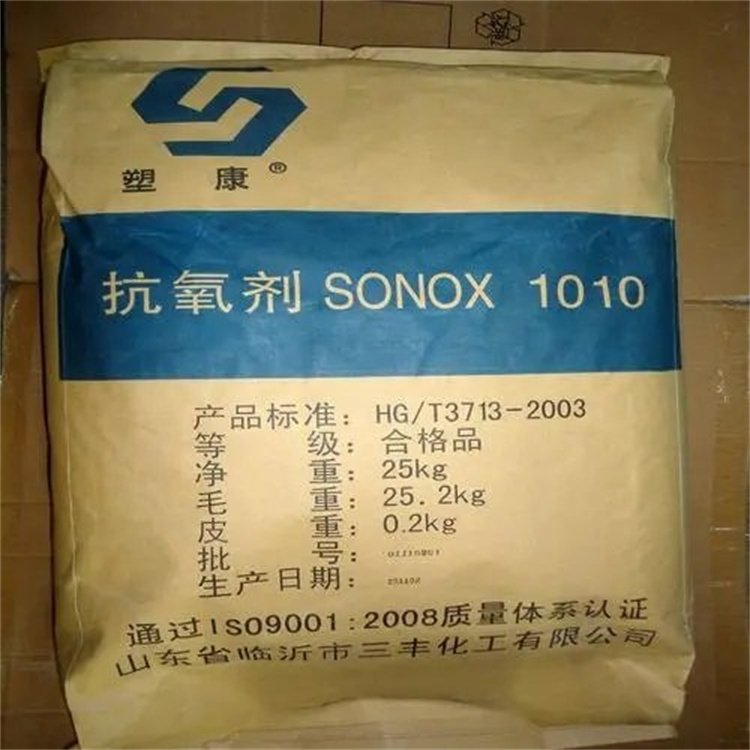 塑康®
抗氧剂 SONOX 1010
产品标准：HG/T3713-2003
等级：合格品
净重：25kg
毛重：25.2kg
皮重：0.2kg
批号：
生产日期：
通过ISO9001:2008质量体系认证
山东省临沂市三丰化工有限公司